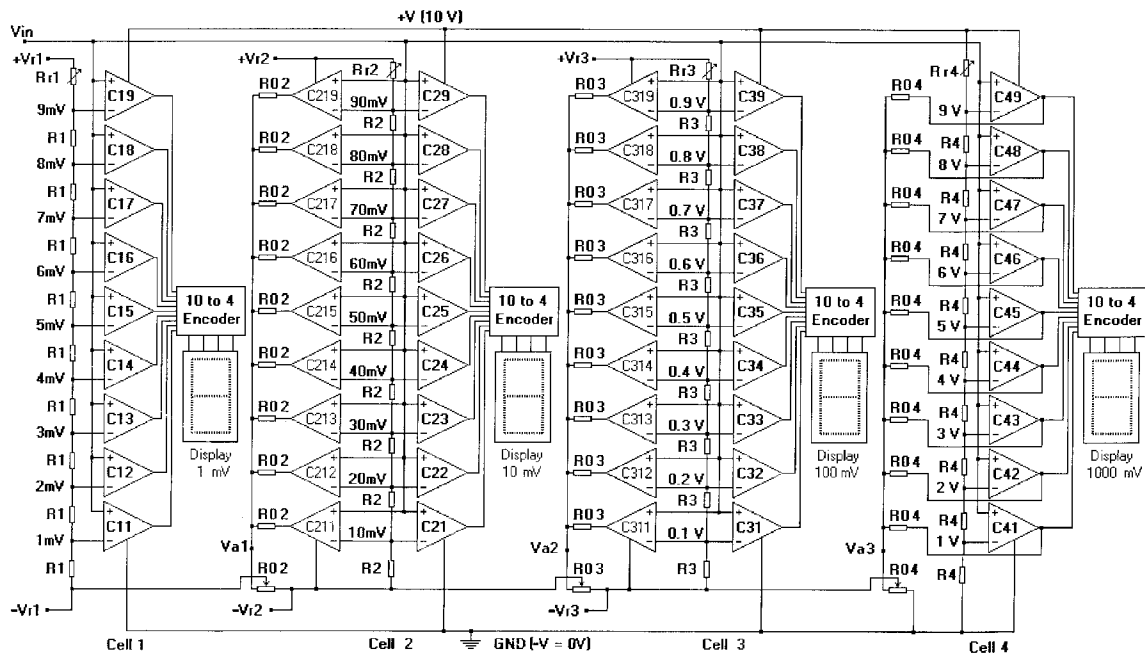 +V (10 V)
Vin
+Vr1 +Vr2 +Vr3
Rr1 C19 R02 C219 Rr2 C29 R03 C319 Rr3 C39 R04 Rr4 C49
9mV 90mV 0.9 V 9 V
R1 C18 R02 C218 R2 C28 R03 C318 R3 C38 R04 R4 C48
8mV 80mV 0.8 V 8 V
R1 C17 R02 C217 R2 C27 R03 C317 R3 C37 R04 R4 C47
7mV 70mV 0.7 V 7 V
R1 C16 R02 C216 R2 C26 R03 C316 R3 C36 R04 R4 C46
6mV 60mV 0.6 V 6 V
R1 C15 R02 C215 R2 C25 R03 C315 R3 C35 R04 R4 C45
10 to 4 10 to 4 10 to 4 10 to 4
Encoder Encoder Encoder Encoder
5mV 50mV 0.5 V 5 V
R1 C14 R02 C214 R2 C24 R03 C314 R3 C34 R04 R4 C44
4mV 40mV 0.4 V 4 V
R1 C13 R02 C213 R2 C23 R03 C313 R3 C33 R04 R4 C43
3mV 30mV 0.3 V 3 V
Display Display Display Display
1 mV 10 mV 100 mV 1000 mV
R1 C12 R02 C212 R2 C22 R03 C312 R3 C32 R04 R4 C42
2mV 20mV 0.2 V 2 V
R1 C11 R02 C211 R2 C21 R03 C311 R3 C31 R04 R4 C41
1mV 10mV 0.1 V 1 V
Va1 Va2 Va3
R1 R02 R2 R03 R3 R04 R4
−Vr1 −Vr2 −Vr3
Cell 1 Cell 2 GND (−V = 0V) Cell 3 Cell 4